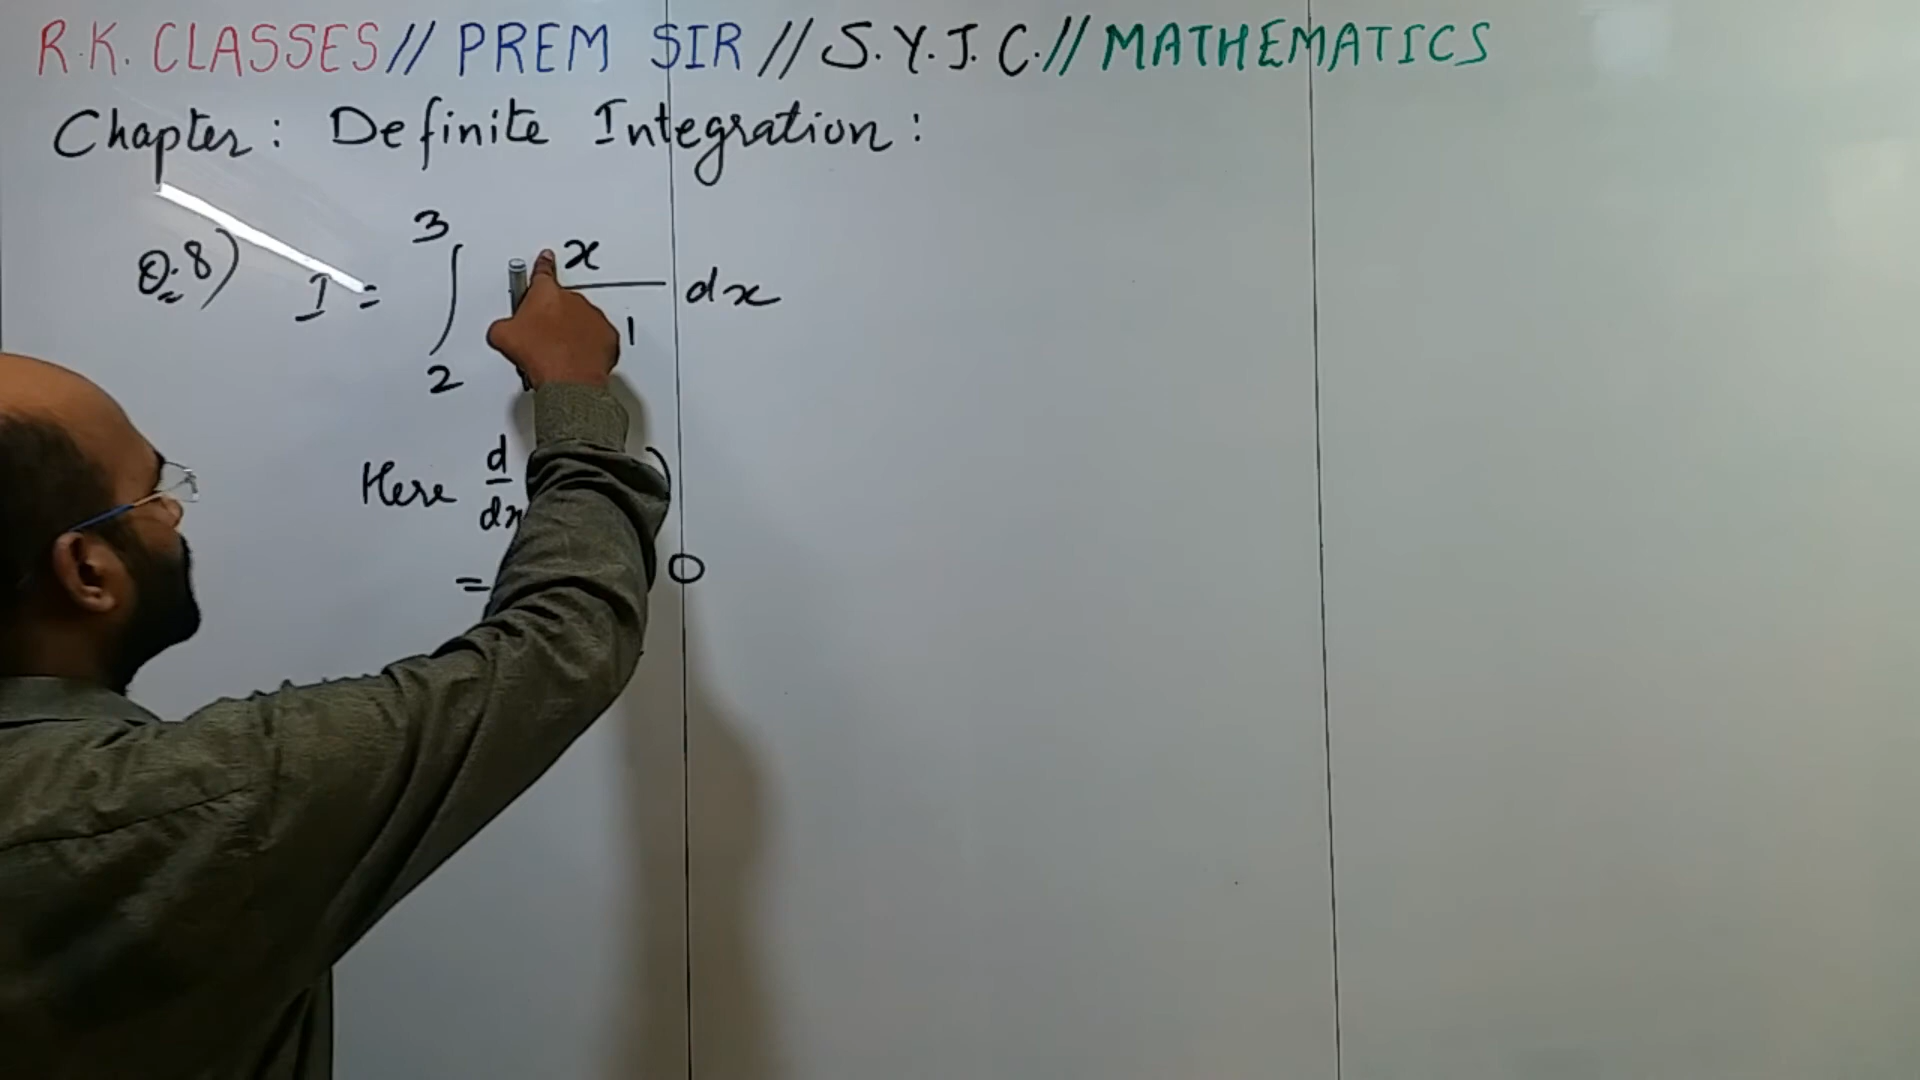 R.K. CLASSES // PREM SIR // S.Y.J.C. // MATHEMATICS
Chapter: Definite Integration:
Q.8) I = ∫ 3 2 x 1 dx
Here d/dx )
= 0